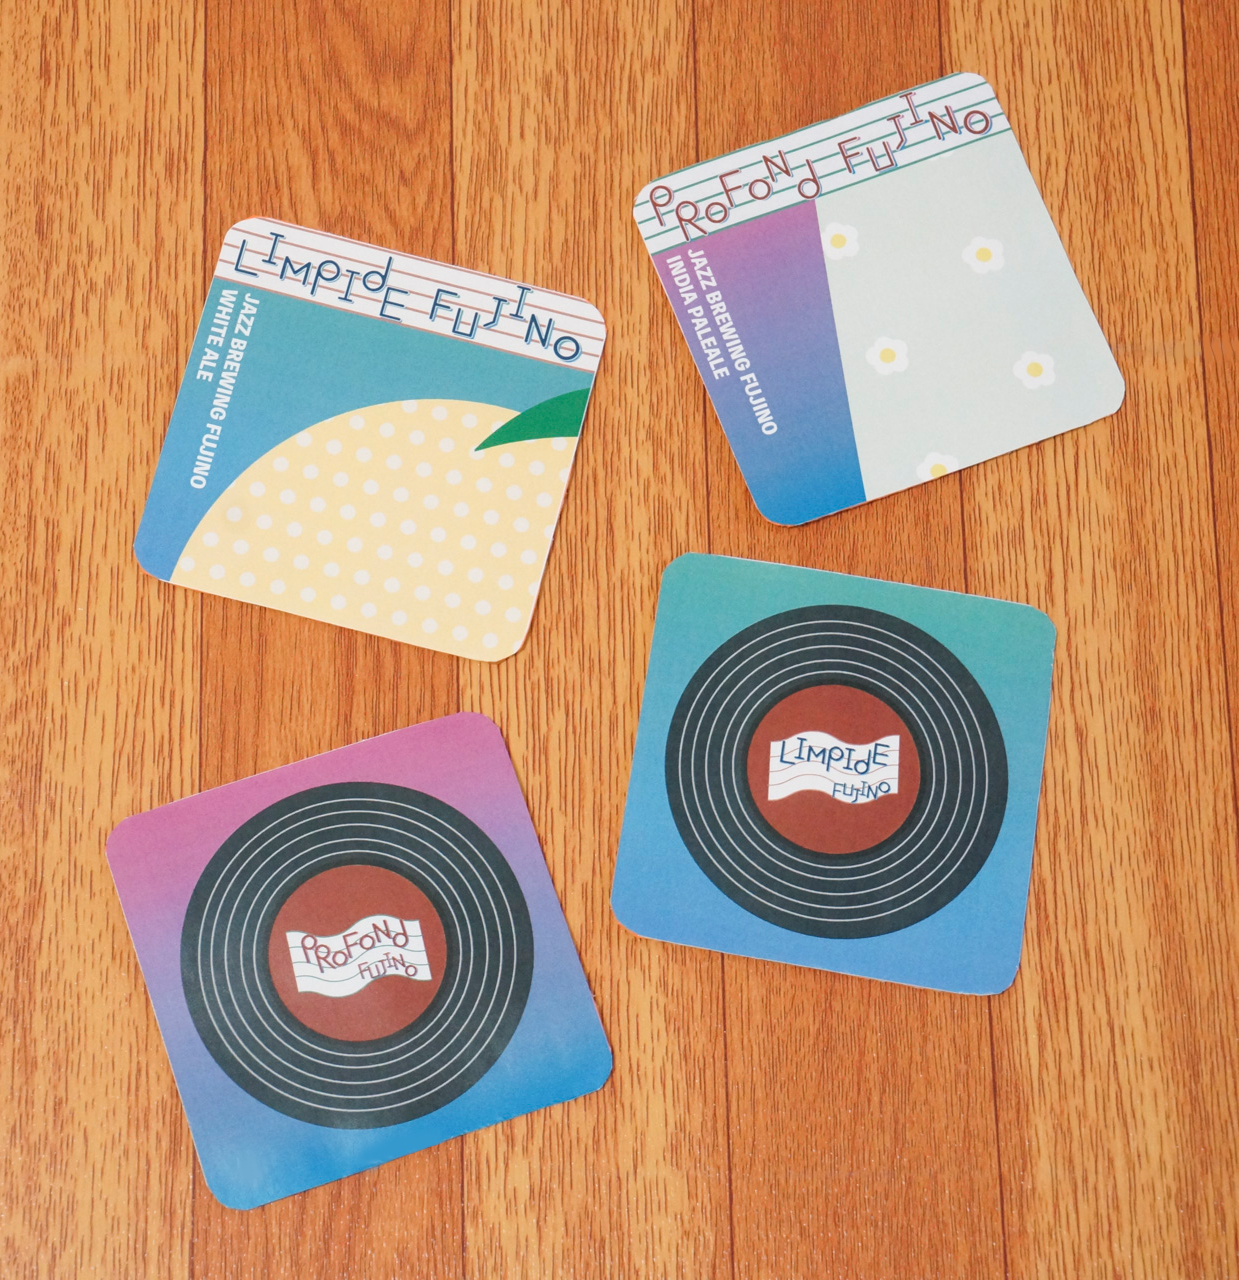 LIMPIdE FUJINO
JAZZ BREWING FUJINO
WHITE ALE
PROFONd FUJINO
JAZZ BREWING FUJINO
INDIA PALEALE
LIMPIdE
FUJINO
PROFONd
FUJINO